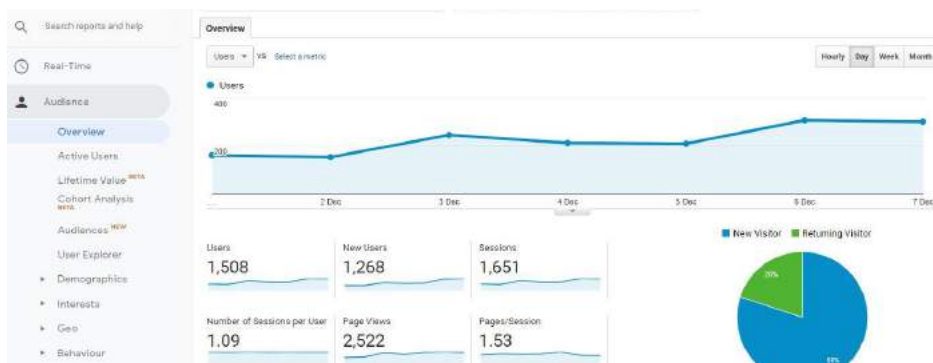 Search reports and help
Real-Time
Audience
Overview
Active Users
Lifetime Value BETA
Cohort Analysis
BETA
Audiences NEW
User Explorer
Demographics
Interests
Geo
Behaviour
Overview
Users VS Select a metric
Hourly Day Week Month
Users
400
200
2 Dec 3 Dec 4 Dec 5 Dec 6 Dec 7 Dec
New Visitor Returning Visitor
Users New Users Sessions
1,508 1,268 1,651
20%
Number of Sessions per User Page Views Pages/Session
1.09 2,522 1.53